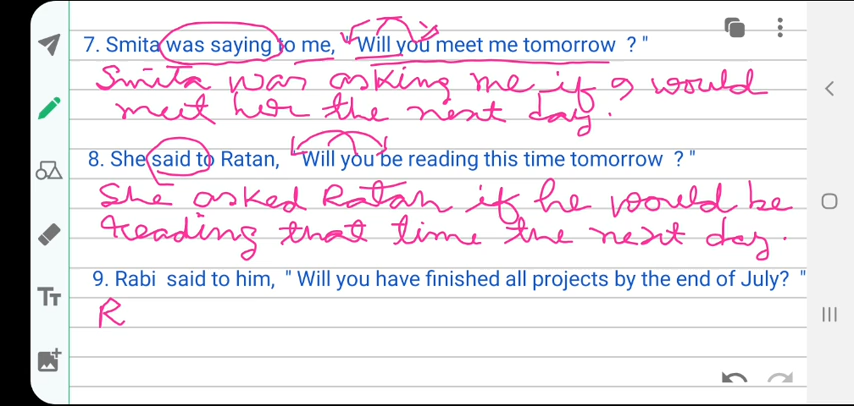 7. Smita was saying to me, "Will you meet me tomorrow ? "
Smita was asking me if I would
meet her the next day.
8. She said to Ratan, "Will you be reading this time tomorrow ? "
She asked Ratan if he would be
reading that time the next day.
9. Rabi said to him, " Will you have finished all projects by the end of July? "
R
TT